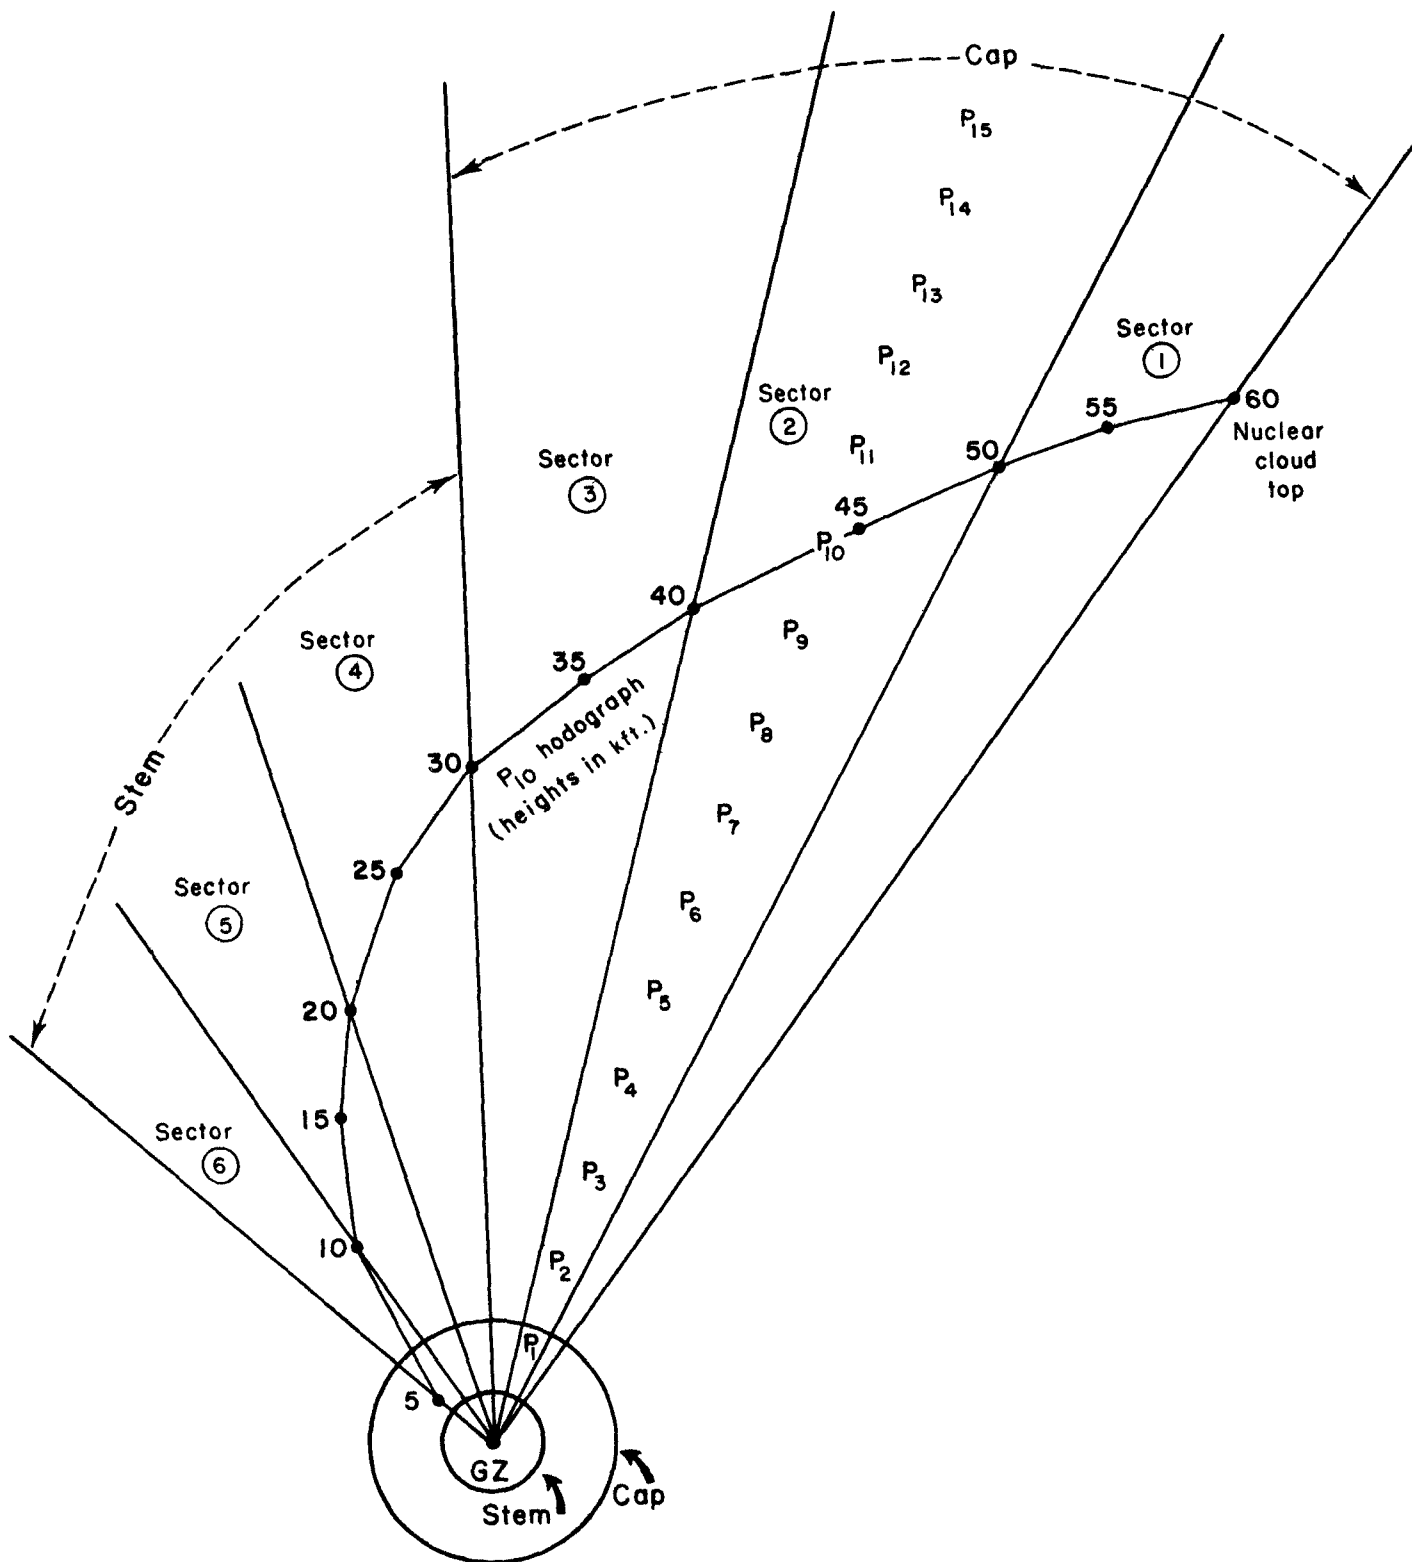 Cap
P15
P14
P13
Sector
1
P12
Sector
2
60
55
Nuclear
cloud
top
P11
50
Sector
3
45
P10
40
P9
Sector
4
35
P10 hodograph
(heights in kft.)
P8
30
Stem
P7
25
Sector
5
P6
20
P5
P4
15
Sector
6
P3
10
P2
P1
5
GZ
Stem
Cap